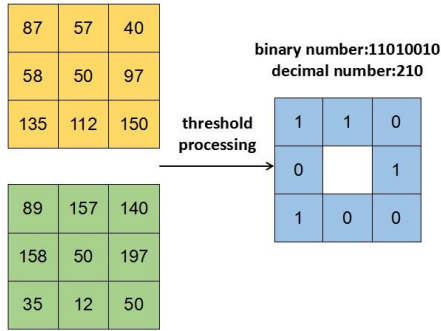 87 57 40
58 50 97
135 112 150
89 157 140
158 50 197
35 12 50
threshold
processing
binary number:11010010
decimal number:210
1 1 0
0 1
1 0 0